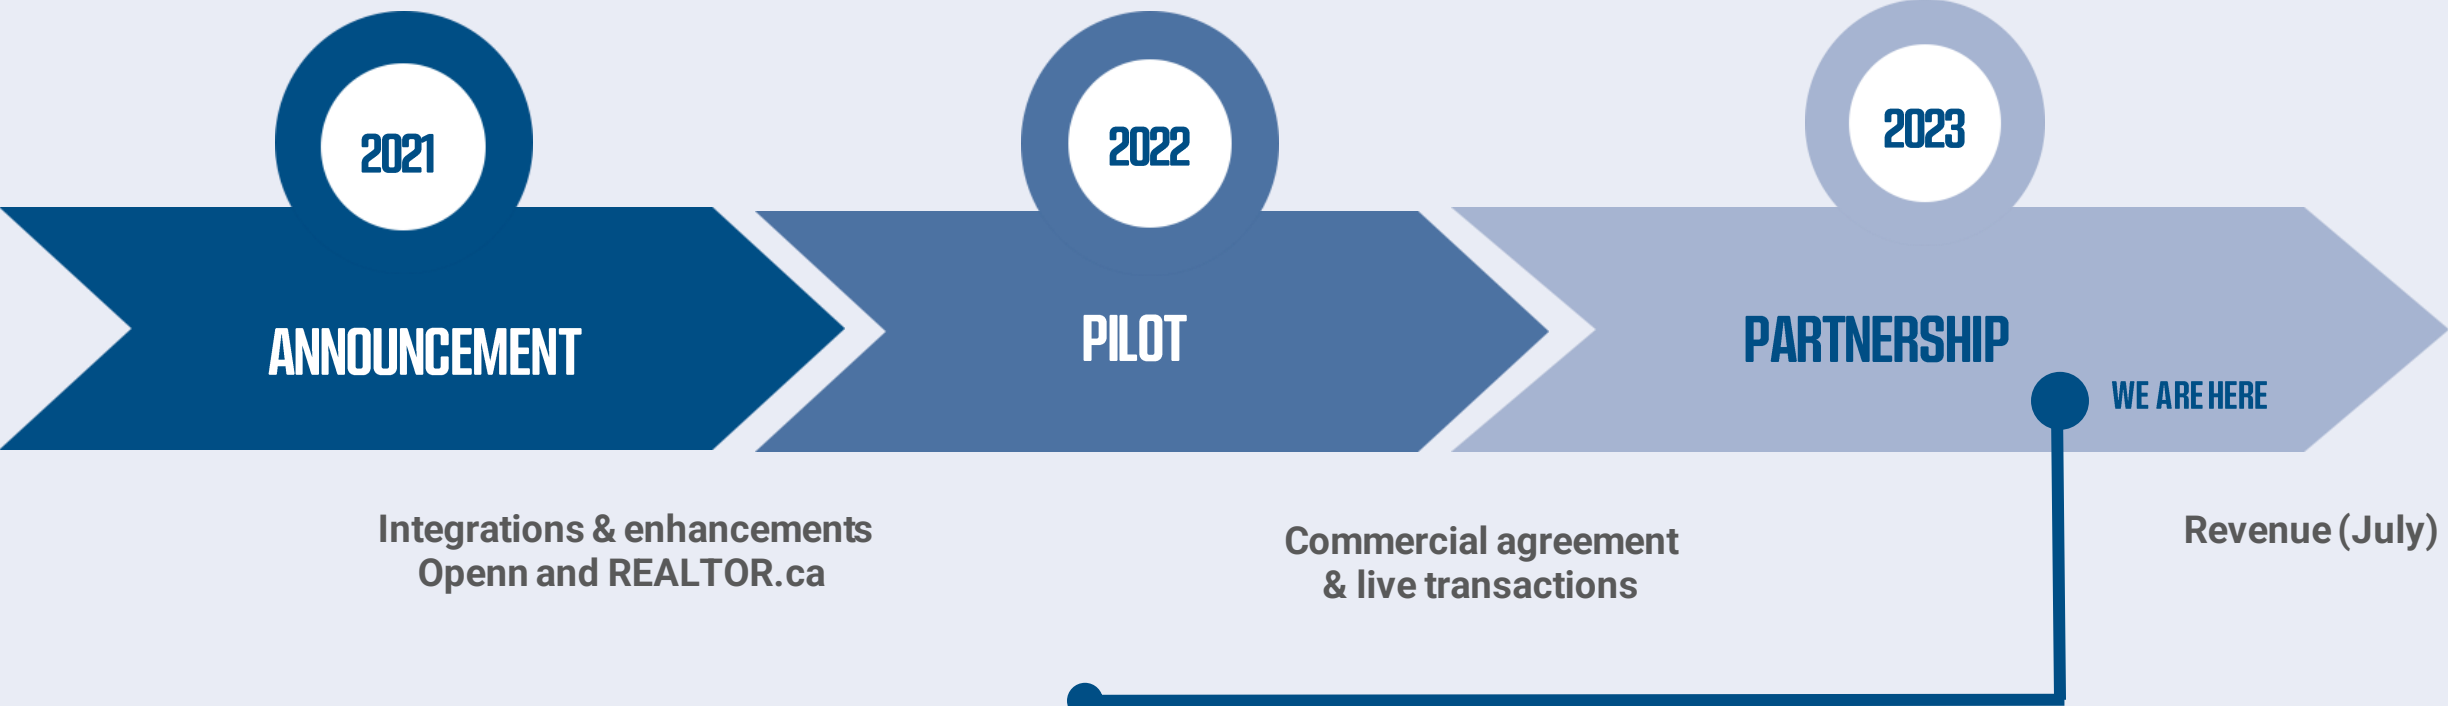 2021
2022
2023
ANNOUNCEMENT
PILOT
PARTNERSHIP
WE ARE HERE
Integrations & enhancements
Openn and REALTOR.ca
Commercial agreement
& live transactions
Revenue (July)